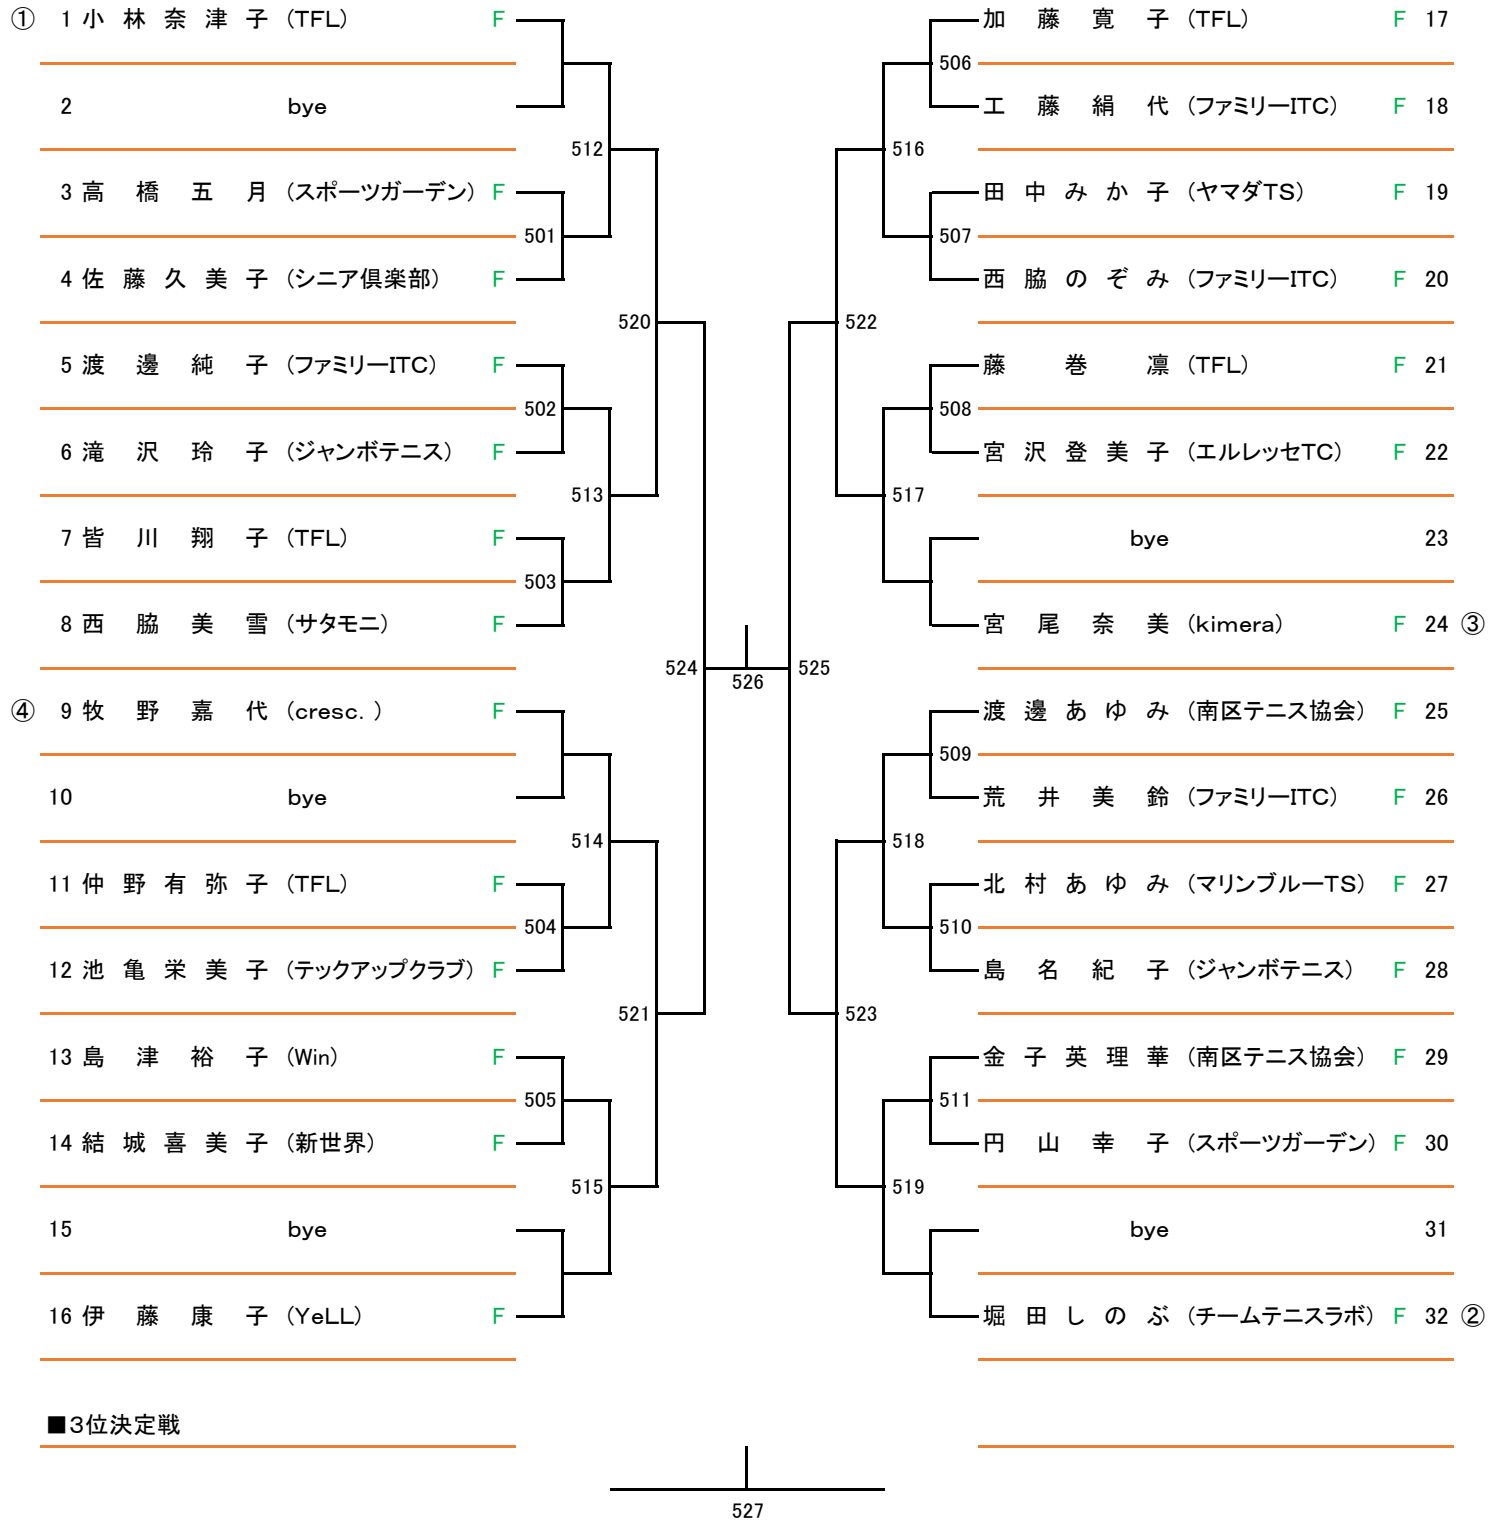 ① 1 小林奈津子 (TFL) F
2 bye
512
3 高橋五月 (スポーツガーデン) F
501
4 佐藤久美子 (シニア倶楽部) F
520
5 渡邊純子 (ファミリーITC) F
502
6 滝沢玲子 (ジャンボテニス) F
513
7 皆川翔子 (TFL) F
503
8 西脇美雪 (サタモニ) F
524
④ 9 牧野嘉代 (cresc.) F
10 bye
514
11 仲野有弥子 (TFL) F
504
12 池亀栄美子 (テックアップクラブ) F
521
13 島津裕子 (Win) F
505
14 結城喜美子 (新世界) F
515
15 bye
16 伊藤康子 (YeLL) F
526
加藤寛子 (TFL) F 17
506
工藤絹代 (ファミリーITC) F 18
516
田中みか子 (ヤマダTS) F 19
507
西脇のぞみ (ファミリーITC) F 20
522
藤巻凛 (TFL) F 21
508
宮沢登美子 (エルレッセTC) F 22
517
bye 23
宮尾奈美 (kimera) F 24 ③
525
渡邊あゆみ (南区テニス協会) F 25
509
荒井美鈴 (ファミリーITC) F 26
518
北村あゆみ (マリンブルーTS) F 27
510
島名紀子 (ジャンボテニス) F 28
523
金子英理華 (南区テニス協会) F 29
511
円山幸子 (スポーツガーデン) F 30
519
bye 31
堀田しのぶ (チームテニスラボ) F 32 ②
■3位決定戦
527